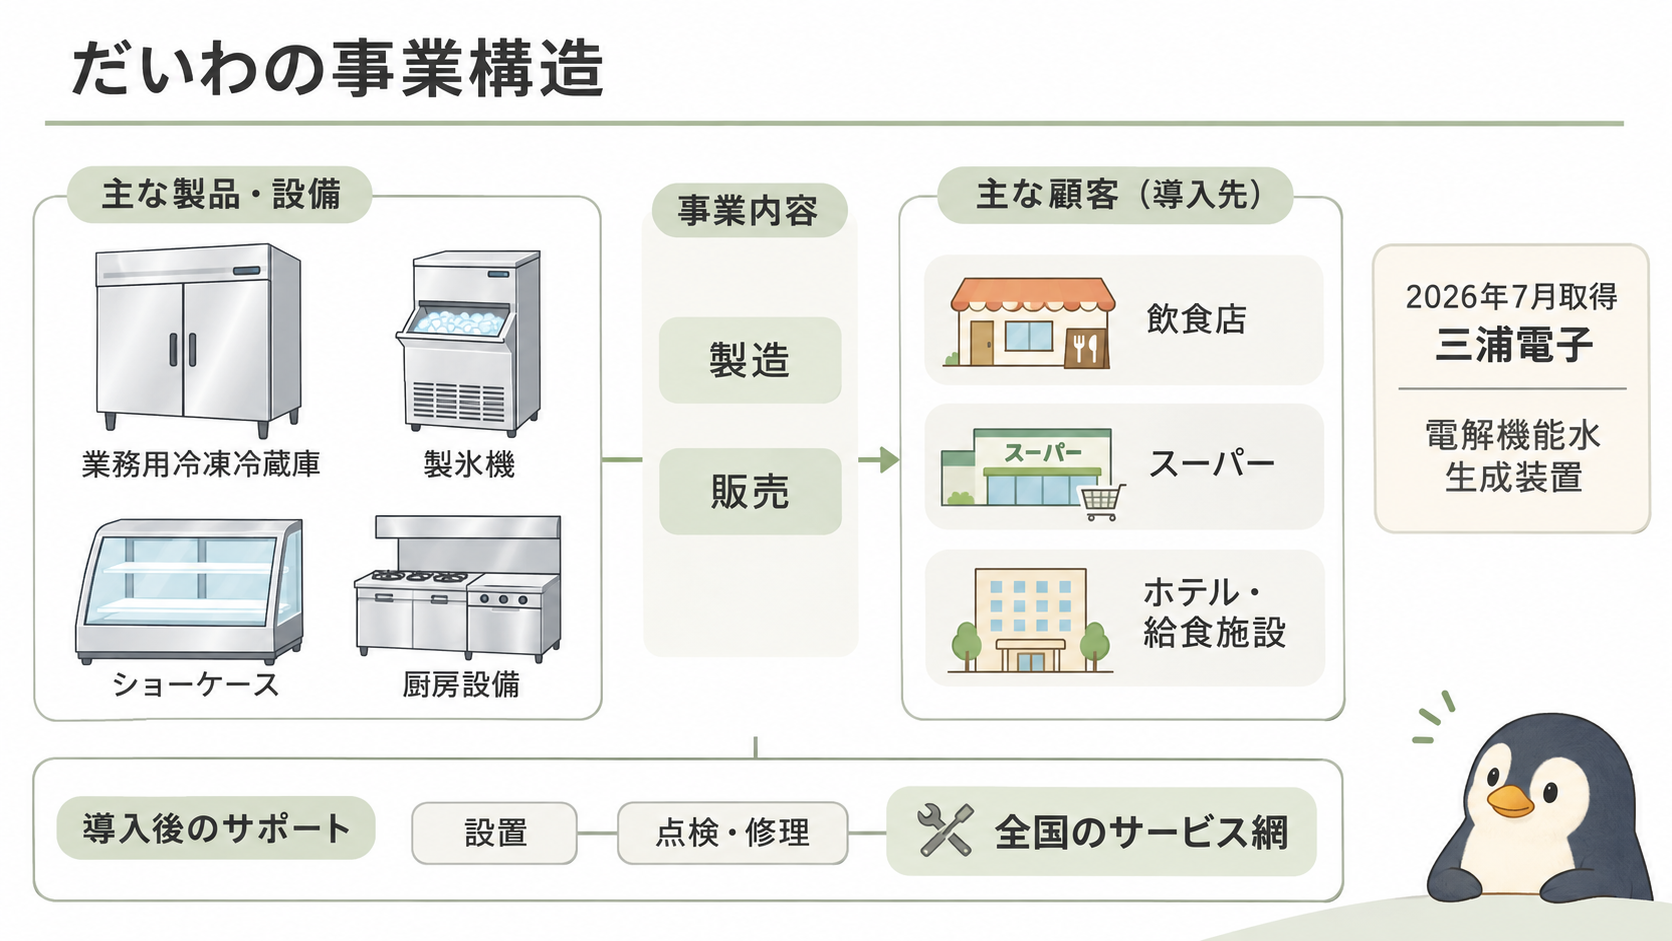 だいわの事業構造
主な製品・設備
業務用冷凍冷蔵庫
製氷機
ショーケース
厨房設備
事業内容
製造
販売
主な顧客（導入先）
飲食店
スーパー
スーパー
ホテル・
給食施設
2026年7月取得
三浦電子
電解機能水
生成装置
導入後のサポート
設置
点検・修理
全国のサービス網